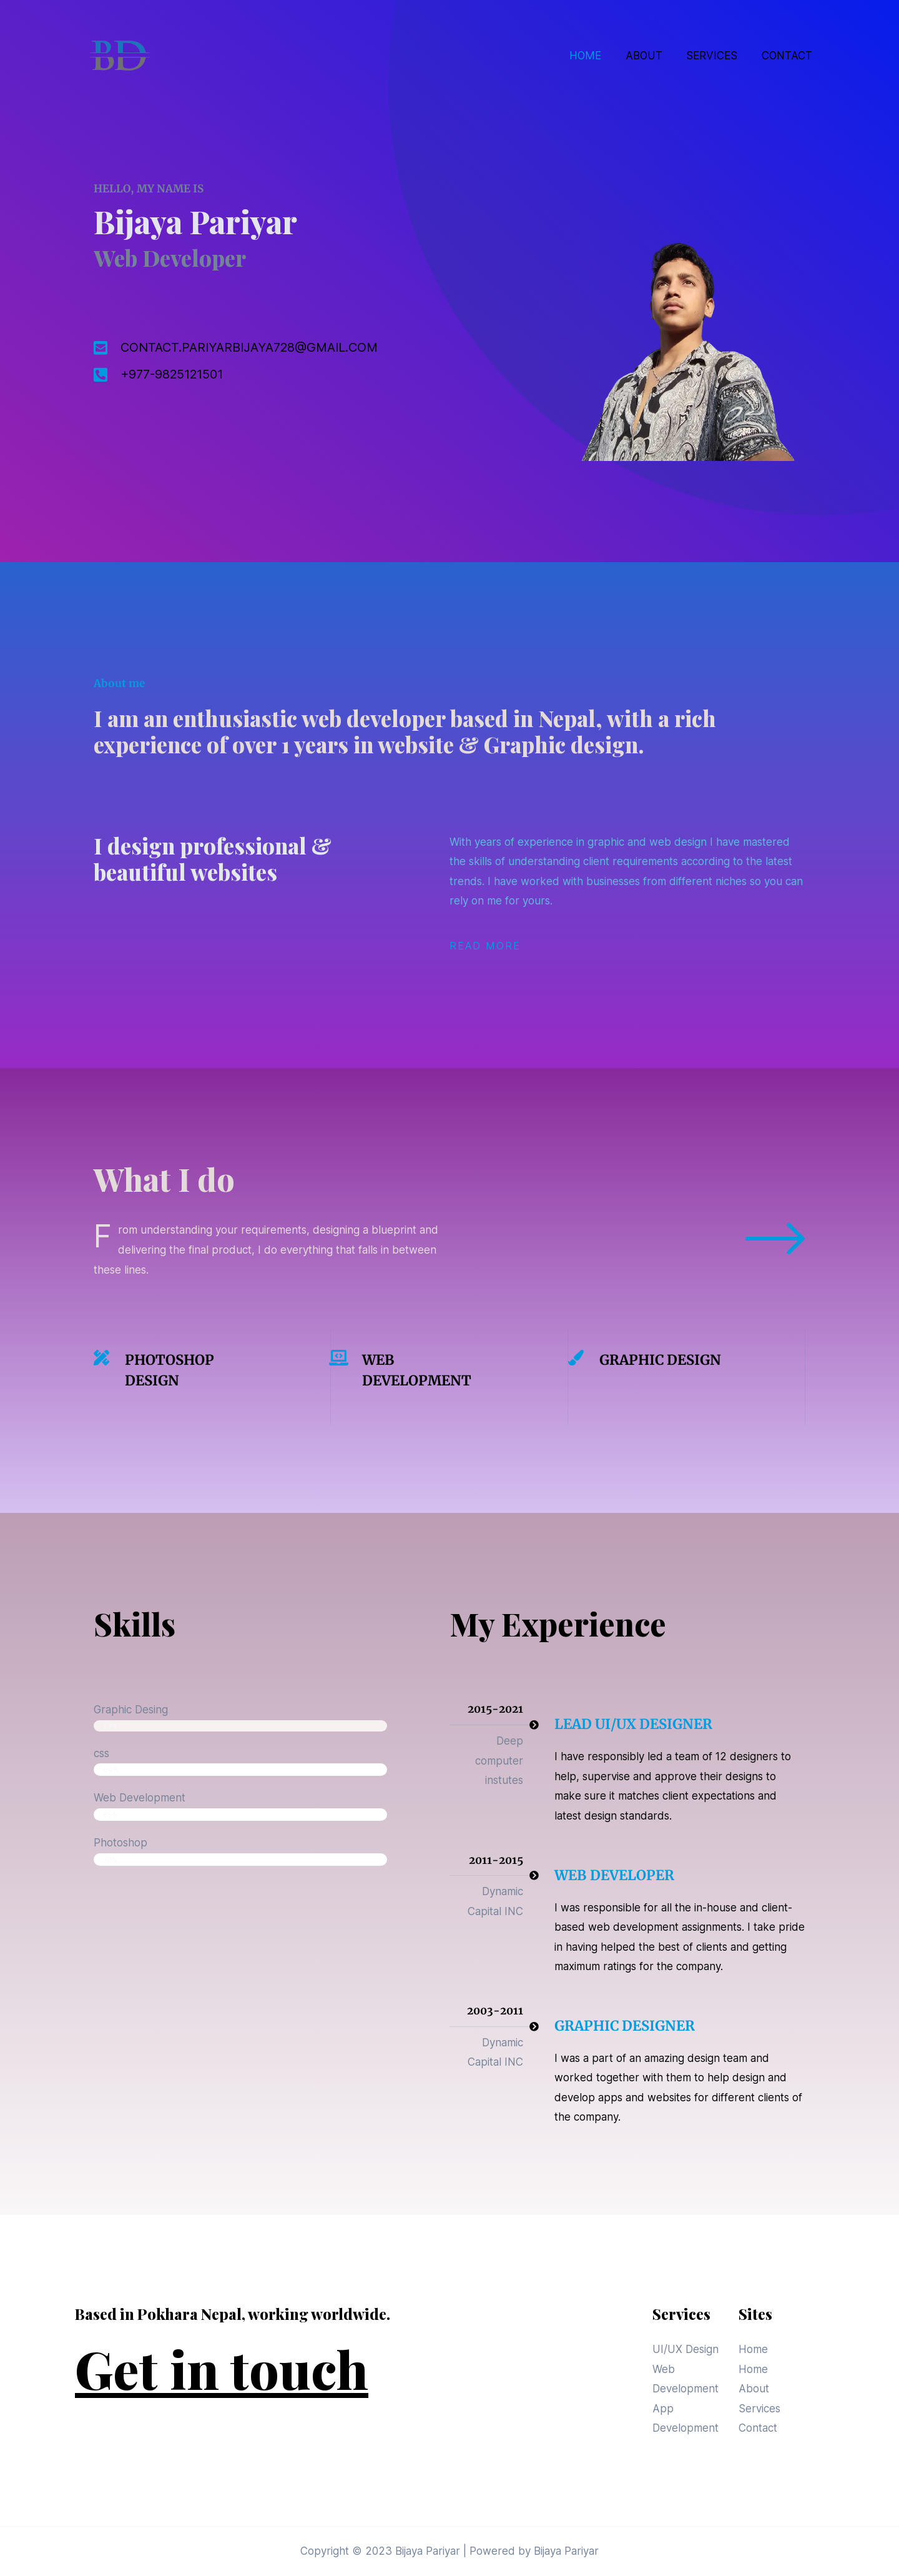 BD
HOME ABOUT SERVICES CONTACT
HELLO, MY NAME IS
Bijaya Pariyar
Web Developer
CONTACT.PARIYARBIJAYA728@GMAIL.COM
+977-9825121501
About me
I am an enthusiastic web developer based in Nepal, with a rich
experience of over 1 years in website & Graphic design.
I design professional &
beautiful websites
With years of experience in graphic and web design I have mastered
the skills of understanding client requirements according to the latest
trends. I have worked with businesses from different niches so you can
rely on me for yours.
READ MORE
What I do
From understanding your requirements, designing a blueprint and
delivering the final product, I do everything that falls in between
these lines.
PHOTOSHOP
DESIGN
WEB
DEVELOPMENT
GRAPHIC DESIGN
Skills
Graphic Desing
css
Web Development
Photoshop
My Experience
2015-2021
Deep
computer
instutes
LEAD UI/UX DESIGNER
I have responsibly led a team of 12 designers to
help, supervise and approve their designs to
make sure it matches client expectations and
latest design standards.
2011-2015
Dynamic
Capital INC
WEB DEVELOPER
I was responsible for all the in-house and client-
based web development assignments. I take pride
in having helped the best of clients and getting
maximum ratings for the company.
2003-2011
Dynamic
Capital INC
GRAPHIC DESIGNER
I was a part of an amazing design team and
worked together with them to help design and
develop apps and websites for different clients of
the company.
Based in Pokhara Nepal, working worldwide.
Get in touch
Services
UI/UX Design
Web
Development
App
Development
Sites
Home
Home
About
Services
Contact
Copyright © 2023 Bijaya Pariyar | Powered by Bijaya Pariyar